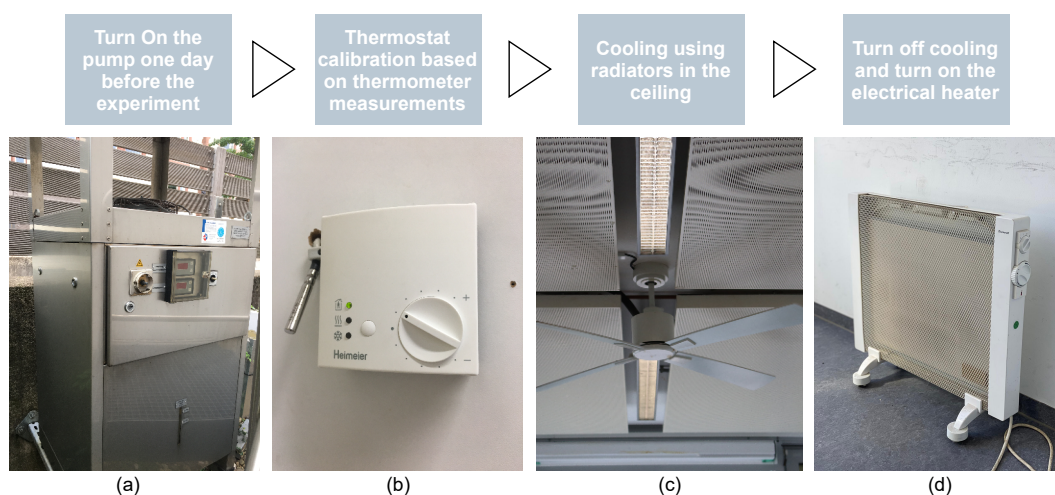 Turn On the
pump one day
before the
experiment
Thermostat
calibration based
on thermometer
measurements
Cooling using
radiators in the
ceiling
Turn off cooling
and turn on the
electrical heater
+
−
Heimeier
(a)
(b)
(c)
(d)